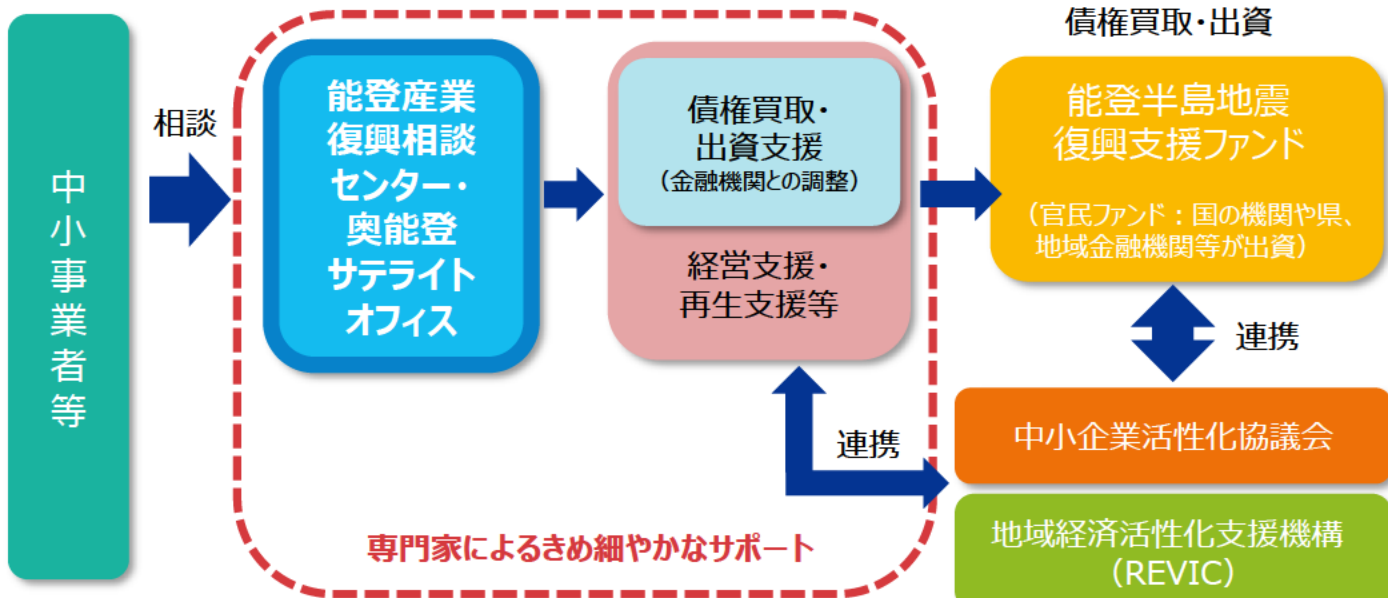 中小事業者等
相談
能登産業
復興相談
センター・
奥能登
サテライト
オフィス
債権買取・
出資支援
（金融機関との調整）
経営支援・
再生支援等
連携
専門家によるきめ細やかなサポート
債権買取・出資
能登半島地震
復興支援ファンド
（官民ファンド：国の機関や県、
地域金融機関等が出資）
連携
中小企業活性化協議会
地域経済活性化支援機構
（REVIC）